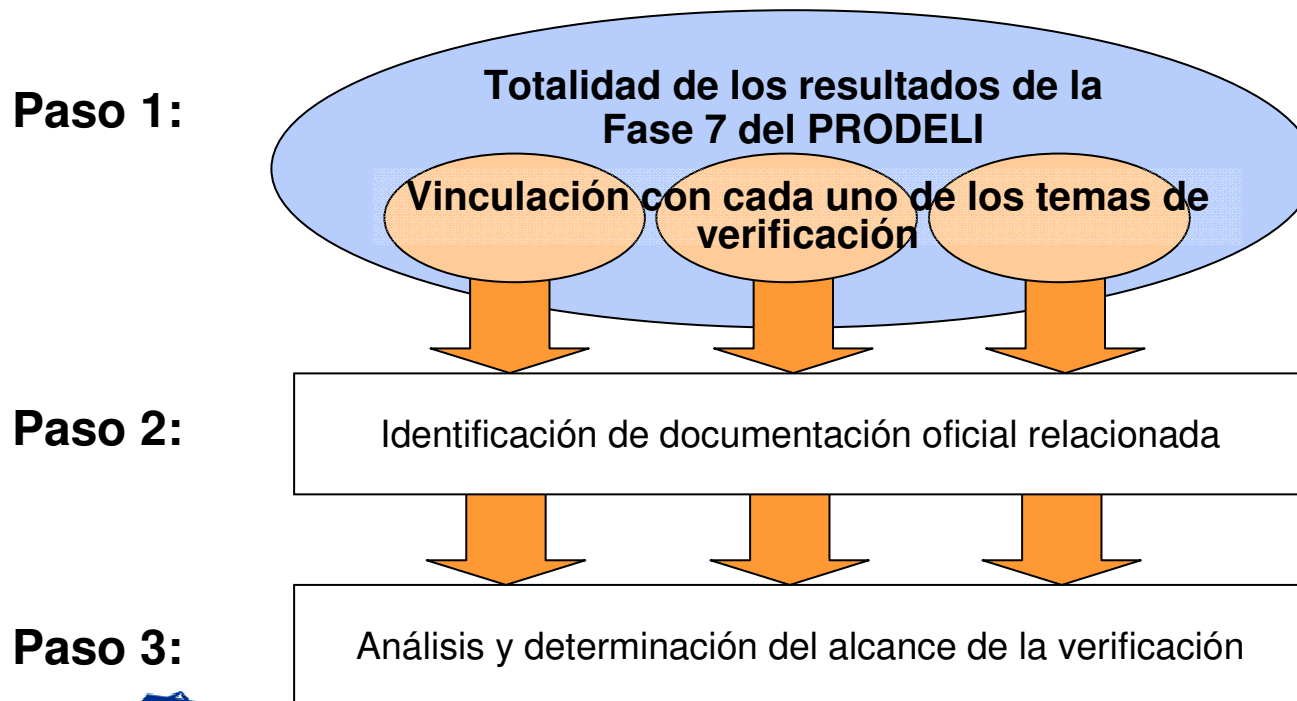 Paso 1:
Totalidad de los resultados de la
Fase 7 del PRODELI
Vinculación con cada uno de los temas de
verificación
Paso 2:
Identificación de documentación oficial relacionada
Paso 3:
Análisis y determinación del alcance de la verificación